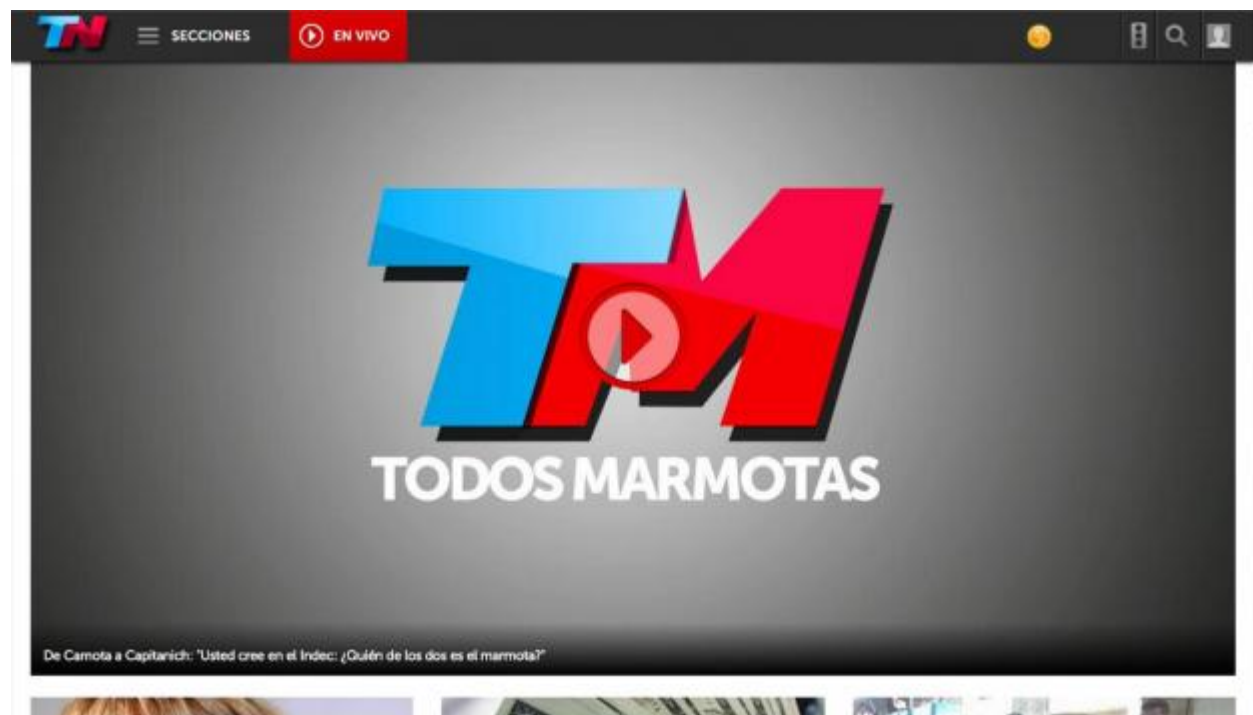 TN
SECCIONES
EN VIVO
TM
TODOS MARMOTAS
De Camota a Capitanich: "Usted cree en el Indec: ¿Quién de los dos es el marmota?"